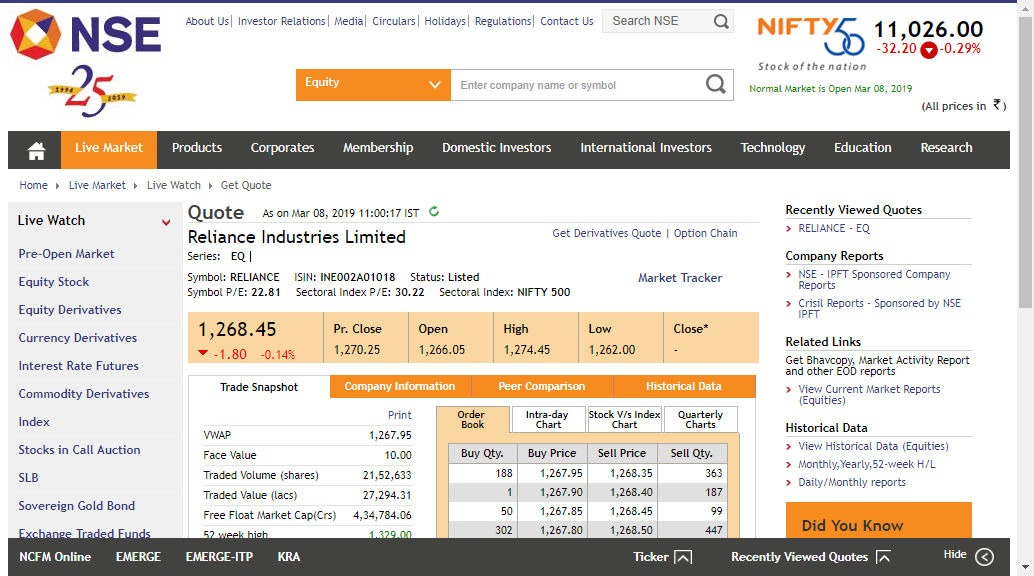 NSE
1994 25 2019
About Us | Investor Relations | Media | Circulars | Holidays | Regulations | Contact Us
Search NSE
Equity
Enter company name or symbol
NIFTY 50
Stock of the nation
11,026.00
-32.20 -0.29%
Normal Market is Open Mar 08, 2019
(All prices in ₹)
Live Market Products Corporates Membership Domestic Investors International Investors Technology Education Research
Home Live Market Live Watch Get Quote
Live Watch
Pre-Open Market
Equity Stock
Equity Derivatives
Currency Derivatives
Interest Rate Futures
Commodity Derivatives
Index
Stocks in Call Auction
SLB
Sovereign Gold Bond
Exchange Traded Funds
Quote As on Mar 08, 2019 11:00:17 IST
Reliance Industries Limited
Get Derivatives Quote | Option Chain
Series: EQ |
Symbol: RELIANCE ISIN: INE002A01018 Status: Listed
Symbol P/E: 22.81 Sectoral Index P/E: 30.22 Sectoral Index: NIFTY 500
Market Tracker
1,268.45
-1.80 -0.14%
Pr. Close Open High Low Close*
1,270.25 1,266.05 1,274.45 1,262.00 -
Trade Snapshot Company Information Peer Comparison Historical Data
Print
VWAP 1,267.95
Face Value 10.00
Traded Volume (shares) 21,52,633
Traded Value (lacs) 27,294.31
Free Float Market Cap(Crs) 4,34,784.06
52 week high 1,329.00
Order Book Intra-day Chart Stock V/s Index Chart Quarterly Charts
Buy Qty. Buy Price Sell Price Sell Qty.
188 1,267.95 1,268.35 363
1 1,267.90 1,268.40 187
50 1,267.85 1,268.45 99
302 1,267.80 1,268.50 447
Recently Viewed Quotes
RELIANCE - EQ
Company Reports
NSE - IPFT Sponsored Company
Reports
Crisil Reports - Sponsored by NSE
IPFT
Related Links
Get Bhavcopy, Market Activity Report
and other EOD reports
View Current Market Reports
(Equities)
Historical Data
View Historical Data (Equities)
Monthly,Yearly,52-week H/L
Daily/Monthly reports
Did You Know
NCFM Online EMERGE EMERGE-ITP KRA Ticker Recently Viewed Quotes Hide